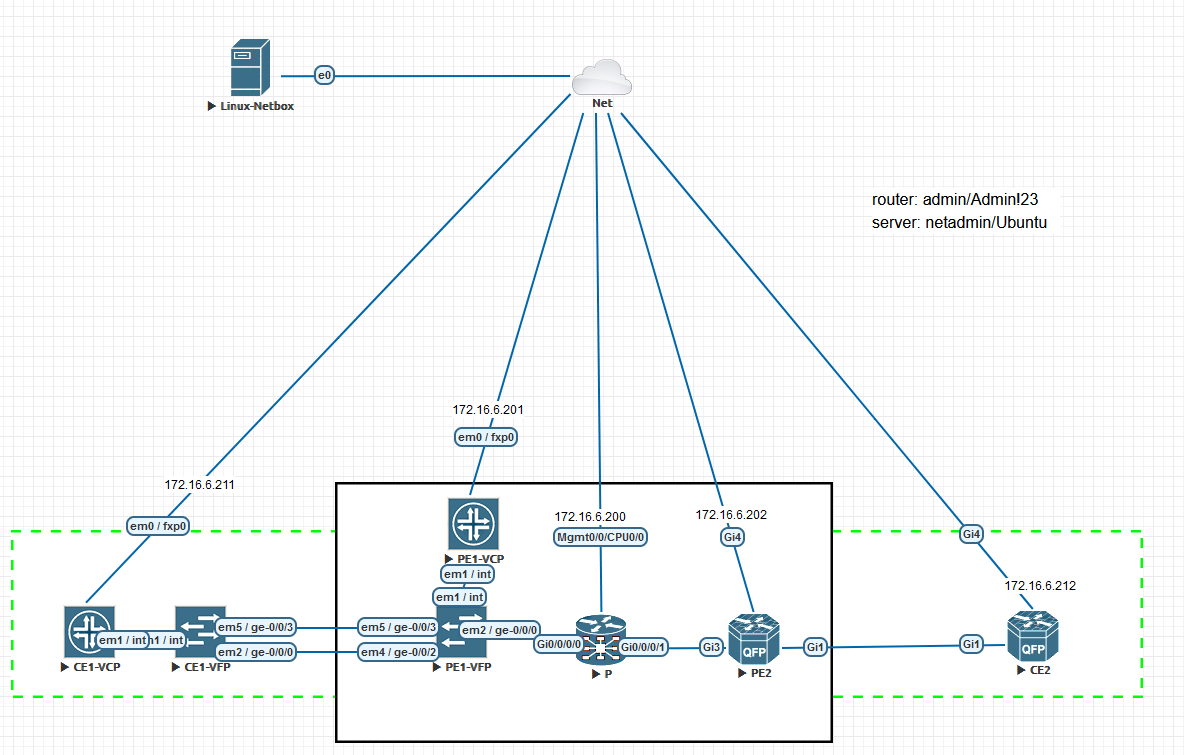 e0
Linux-Netbox
Net
router: admin/Admin!23
server: netadmin/Ubuntu
172.16.6.201
em0 / fxp0
172.16.6.211
em0 / fxp0
172.16.6.200
Mgmt0/0/CPU0/0
172.16.6.202
Gi4
Gi4
PE1-VCP
em1 / int
em1 / int
172.16.6.212
em1 / int
n1 / int
em5 / ge-0/0/3
em5 / ge-0/0/3
em2 / ge-0/0/0
em2 / ge-0/0/0
em4 / ge-0/0/2
Gi0/0/0/0
Gi0/0/0/1
Gi3
QFP
Gi1
Gi1
QFP
CE1-VCP
CE1-VFP
PE1-VFP
P
PE2
CE2